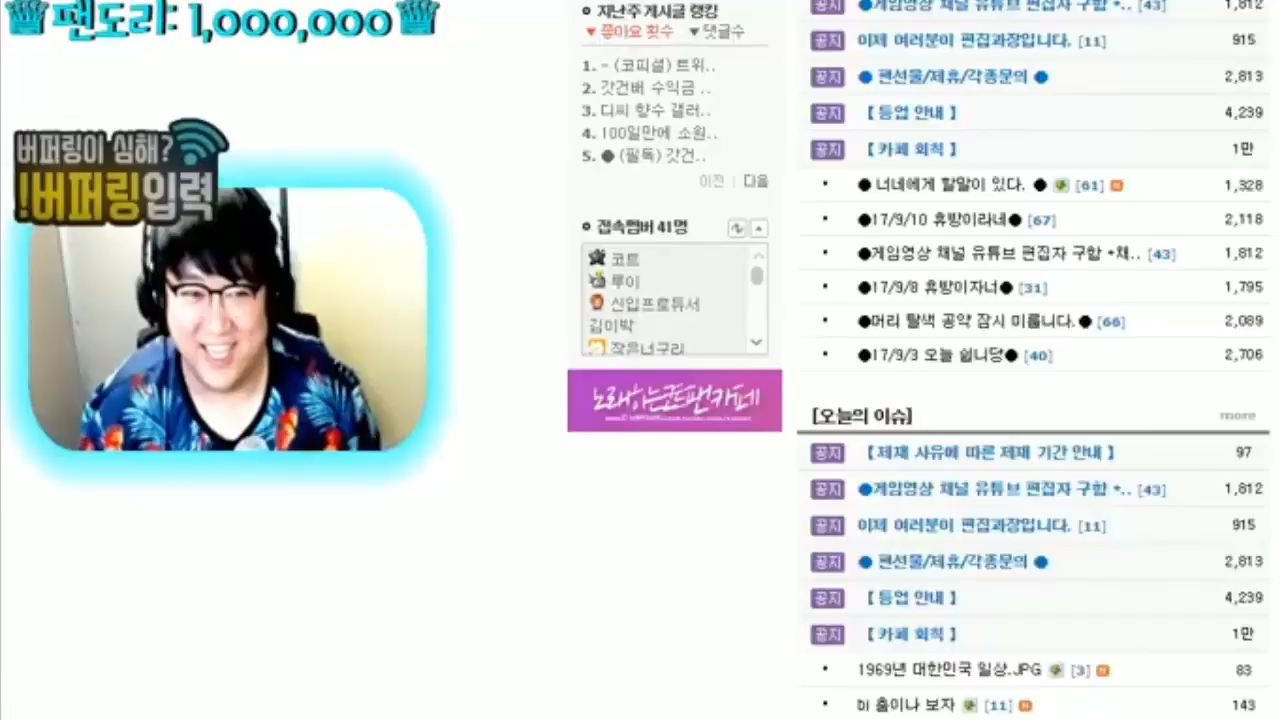 팬도리: 1,000,000
버퍼링이 심해?
!버퍼링입력
지난주 게시글 랭킹
▼좋아요 횟수 ▼댓글수
1. - (코피셜) 트위..
2. 갓건배 수익금 ..
3. 디씨 향수 갤러..
4. 100일만에 소원..
5. ● (필독) 갓건..
이전 | 다음
접속멤버 41명
코트
루이
신입프로듀서
김이박
작은너구리
노래하는코트팬카페
공지 ●게임영상 채널 유튜브 편집자 구함 *.. [43] 1,812
공지 이제 여러분이 편집과장입니다. [11] 915
공지 ● 팬선물/제휴/각종문의 ● 2,813
공지 【 등업 안내 】 4,239
공지 【 카페 회칙 】 1만
● 너네에게 할말이 있다. ● [61] N 1,328
●17/9/10 휴방이라네● [67] 2,118
●게임영상 채널 유튜브 편집자 구함 *채.. [43] 1,812
●17/9/8 휴방이자너● [31] 1,795
●머리 탈색 공약 잠시 미룹니다.● [66] 2,089
●17/9/3 오늘 쉽니당● [40] 2,706
[오늘의 이슈] more
공지 【 제재 사유에 따른 제재 기간 안내 】 97
공지 ●게임영상 채널 유튜브 편집자 구함 *.. [43] 1,812
공지 이제 여러분이 편집과장입니다. [11] 915
공지 ● 팬선물/제휴/각종문의 ● 2,813
공지 【 등업 안내 】 4,239
공지 【 카페 회칙 】 1만
1969년 대한민국 일상.JPG [3] N 83
bj 춤이나 보자 [11] N 143